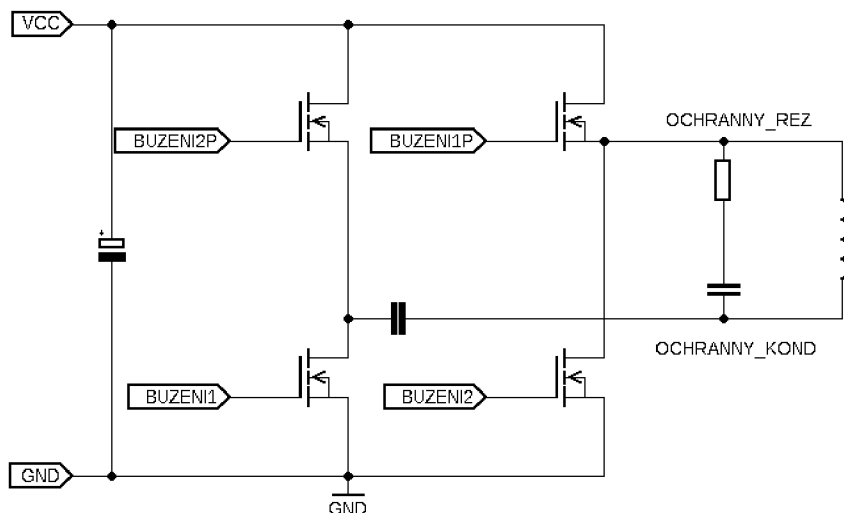 VCC
BUZENI2P
BUZENI1P
OCHRANNY_REZ
+
OCHRANNY_KOND
BUZENI1
BUZENI2
GND
GND